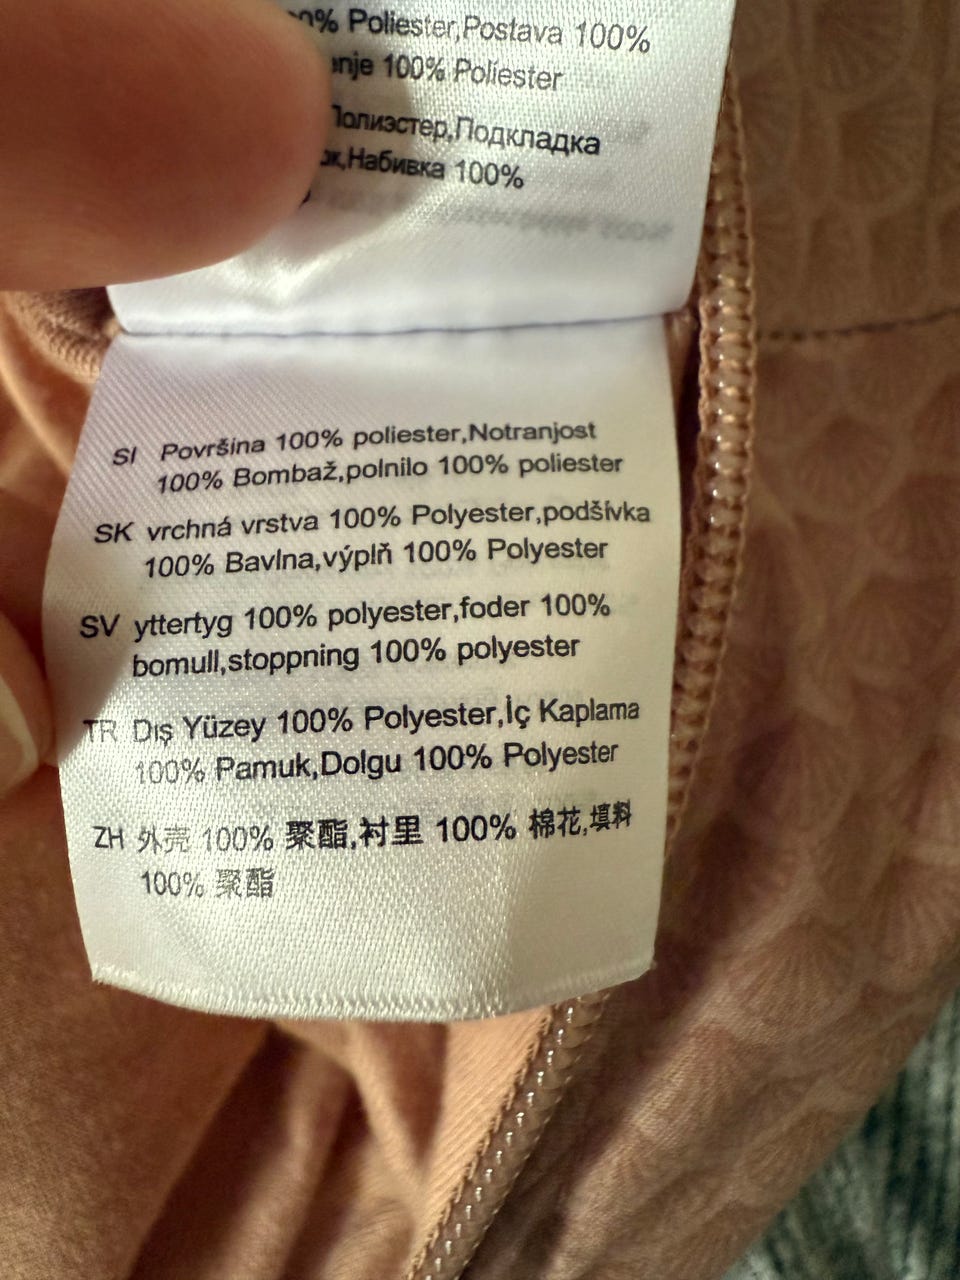 % Poliester,Postava 100%
100% Poliester
Полиэстер,Подкладка
Набивка 100%
SI Površina 100% poliester,Notranjost
100% Bombaž,polnilo 100% poliester
SK vrchná vrstva 100% Polyester,podšívka
100% Bavlna,výplň 100% Polyester
SV yttertyg 100% polyester,foder 100%
bomull,stoppning 100% polyester
TR Dış Yüzey 100% Polyester,İç Kaplama
100% Pamuk,Dolgu 100% Polyester
ZH 外壳 100% 聚酯,衬里 100% 棉花,填料
100% 聚酯